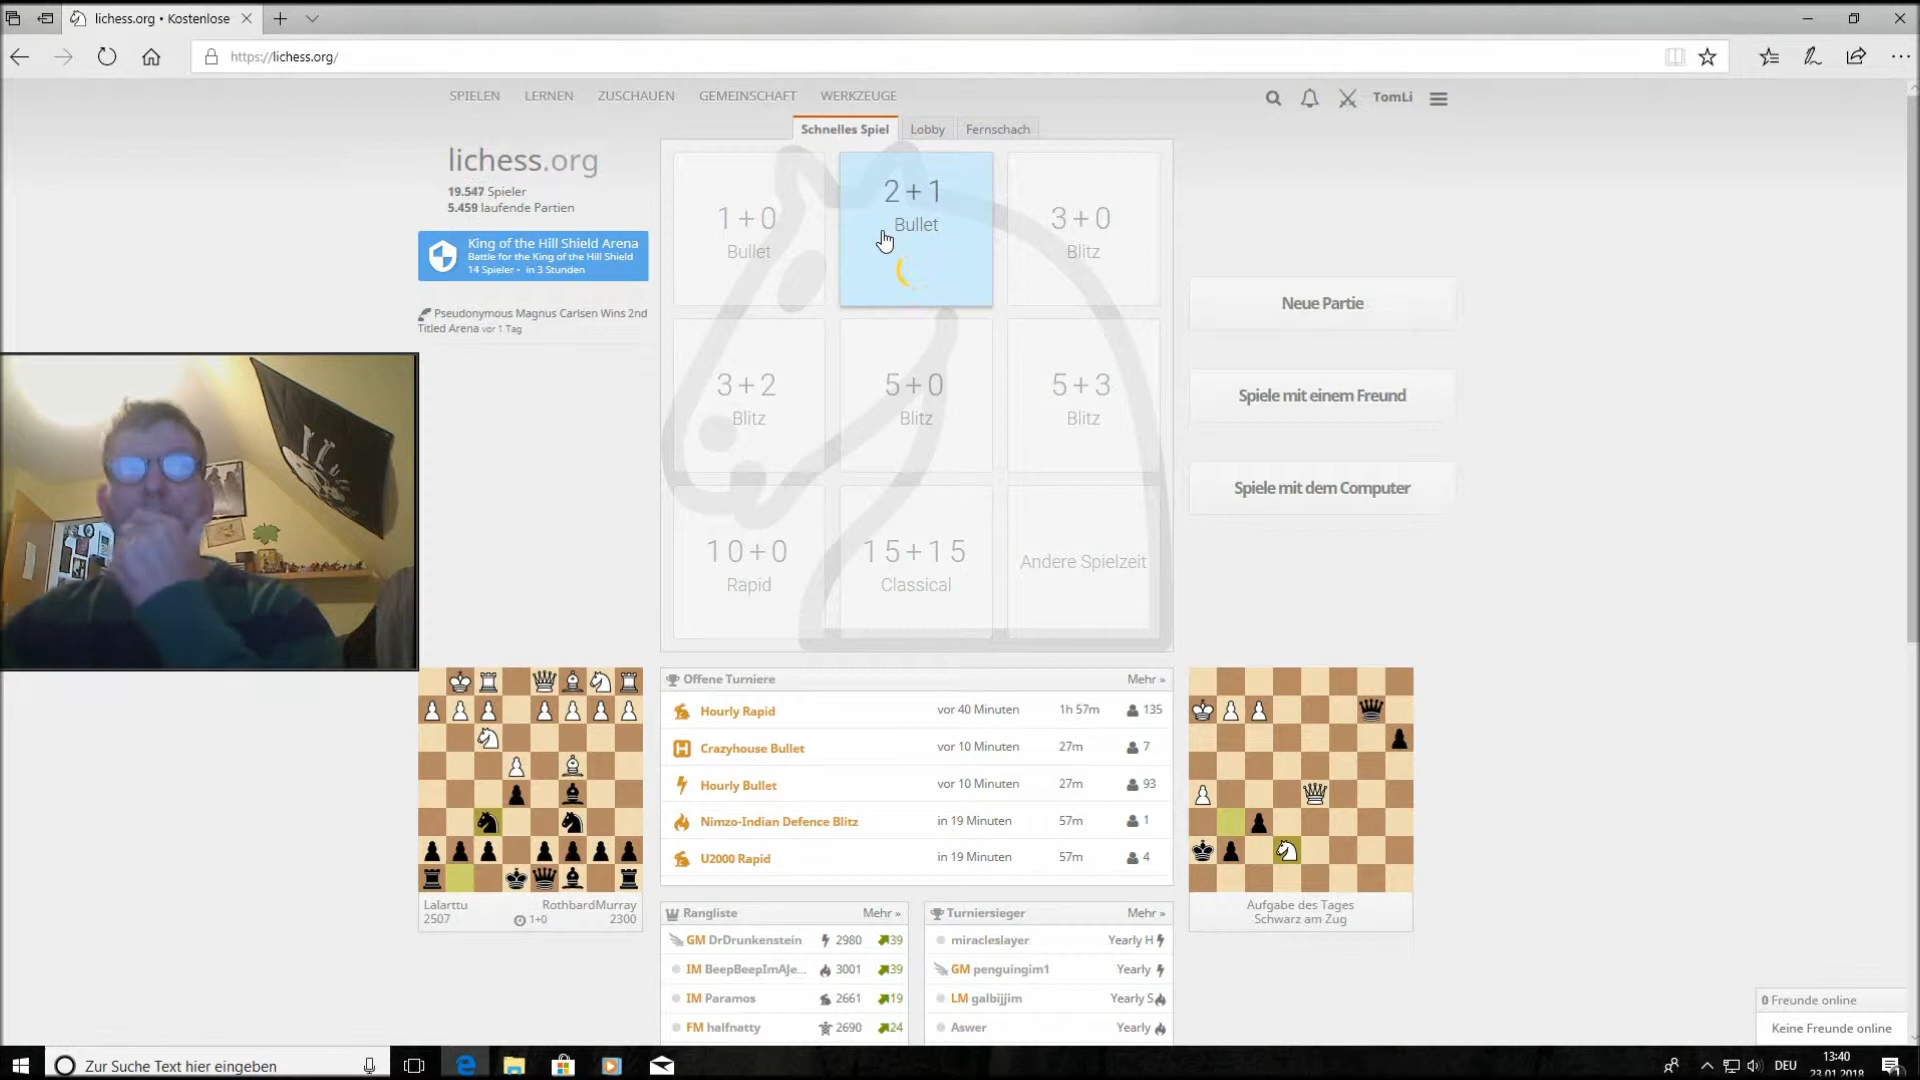 lichess.org • Kostenlose
https://lichess.org/
SPIELEN LERNEN ZUSCHAUEN GEMEINSCHAFT WERKZEUGE
TomLi
Schnelles Spiel Lobby Fernschach
lichess.org
19.547 Spieler
5.459 laufende Partien
King of the Hill Shield Arena
Battle for the King of the Hill Shield
14 Spieler • in 3 Stunden
Pseudonymous Magnus Carlsen Wins 2nd
Titled Arena vor 1 Tag
1+0
Bullet
2+1
Bullet
3+0
Blitz
3+2
Blitz
5+0
Blitz
5+3
Blitz
10+0
Rapid
15+15
Classical
Andere Spielzeit
Neue Partie
Spiele mit einem Freund
Spiele mit dem Computer
Offene Turniere Mehr »
Hourly Rapid vor 40 Minuten 1h 57m 135
Crazyhouse Bullet vor 10 Minuten 27m 7
Hourly Bullet vor 10 Minuten 27m 93
Nimzo-Indian Defence Blitz in 19 Minuten 57m 1
U2000 Rapid in 19 Minuten 57m 4
Lalarttu RothbardMurray
2507 1+0 2300
Aufgabe des Tages
Schwarz am Zug
Rangliste Mehr »
GM DrDrunkenstein 2980 39
IM BeepBeepImAJe... 3001 39
IM Paramos 2661 19
FM halfnatty 2690 24
Turniersieger Mehr »
miracleslayer Yearly H
GM penguingim1 Yearly
LM galbijjim Yearly S
Aswer Yearly
0 Freunde online
Keine Freunde online
Zur Suche Text hier eingeben
DEU
13:40
23.01.2018